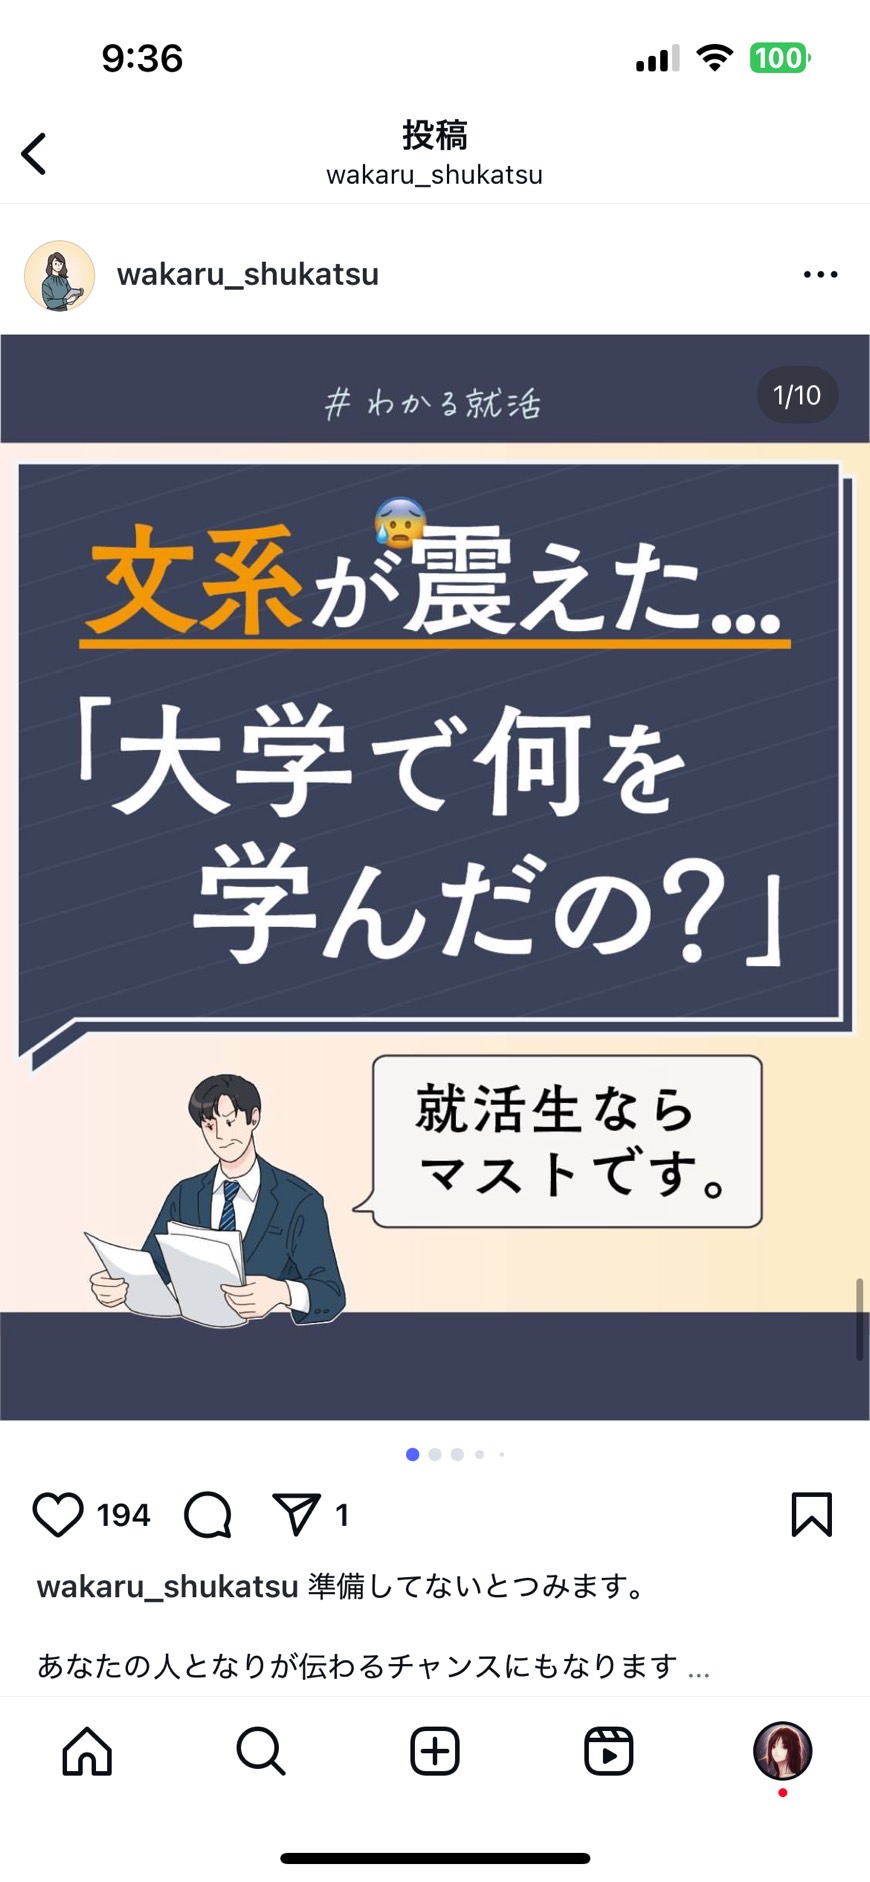 9:36
100
投稿
wakaru_shukatsu
wakaru_shukatsu
# わかる就活
1/10
文系が震えた...
「大学で何を
学んだの？」
就活生なら
マストです。
194
1
wakaru_shukatsu 準備してないとつみます。
あなたの人となりが伝わるチャンスにもなります ...